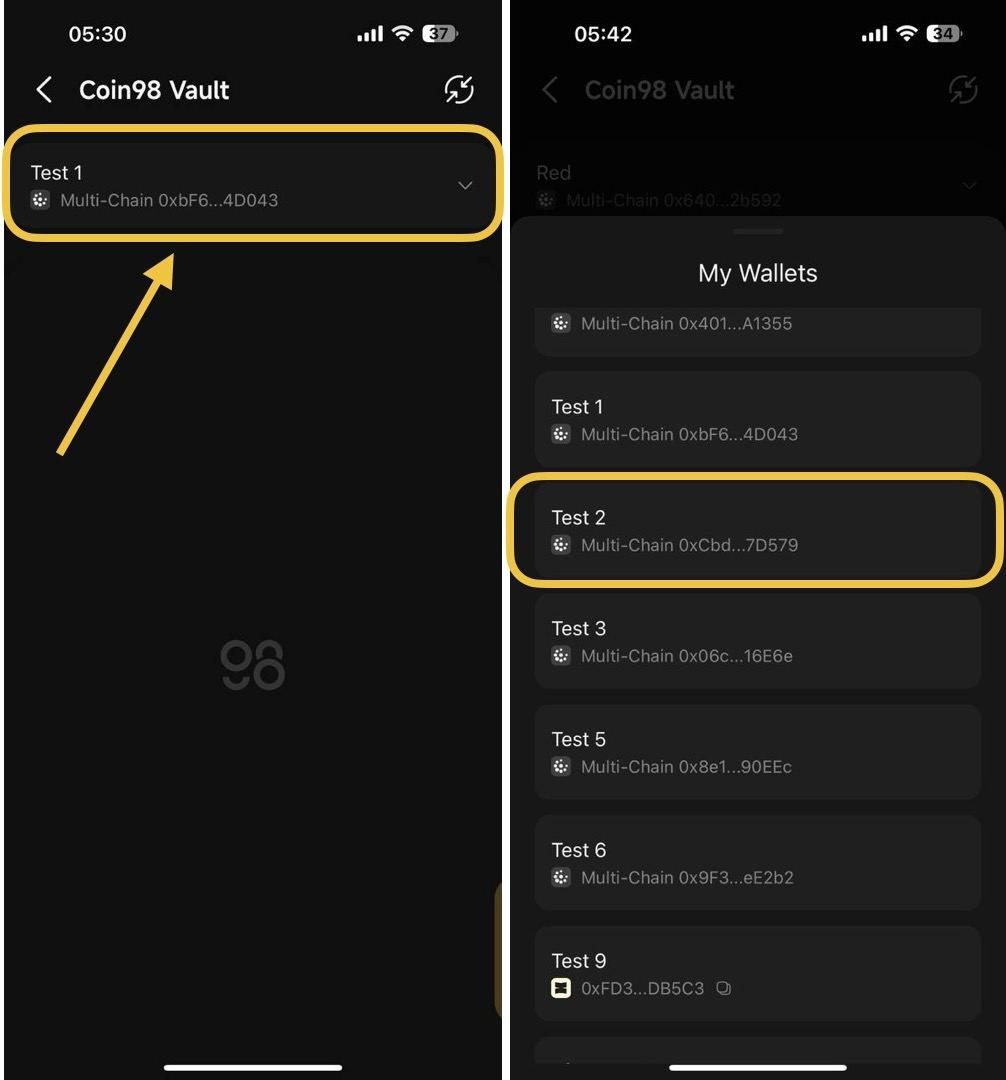 05:30
37
Coin98 Vault
Test 1
Multi-Chain 0xbF6...4D043
98
05:42
34
Coin98 Vault
Red
Multi-Chain 0x640...2b592
My Wallets
Multi-Chain 0x401...A1355
Test 1
Multi-Chain 0xbF6...4D043
Test 2
Multi-Chain 0xCbd...7D579
Test 3
Multi-Chain 0x06c...16E6e
Test 5
Multi-Chain 0x8e1...90EEc
Test 6
Multi-Chain 0x9F3...eE2b2
Test 9
0xFD3...DB5C3